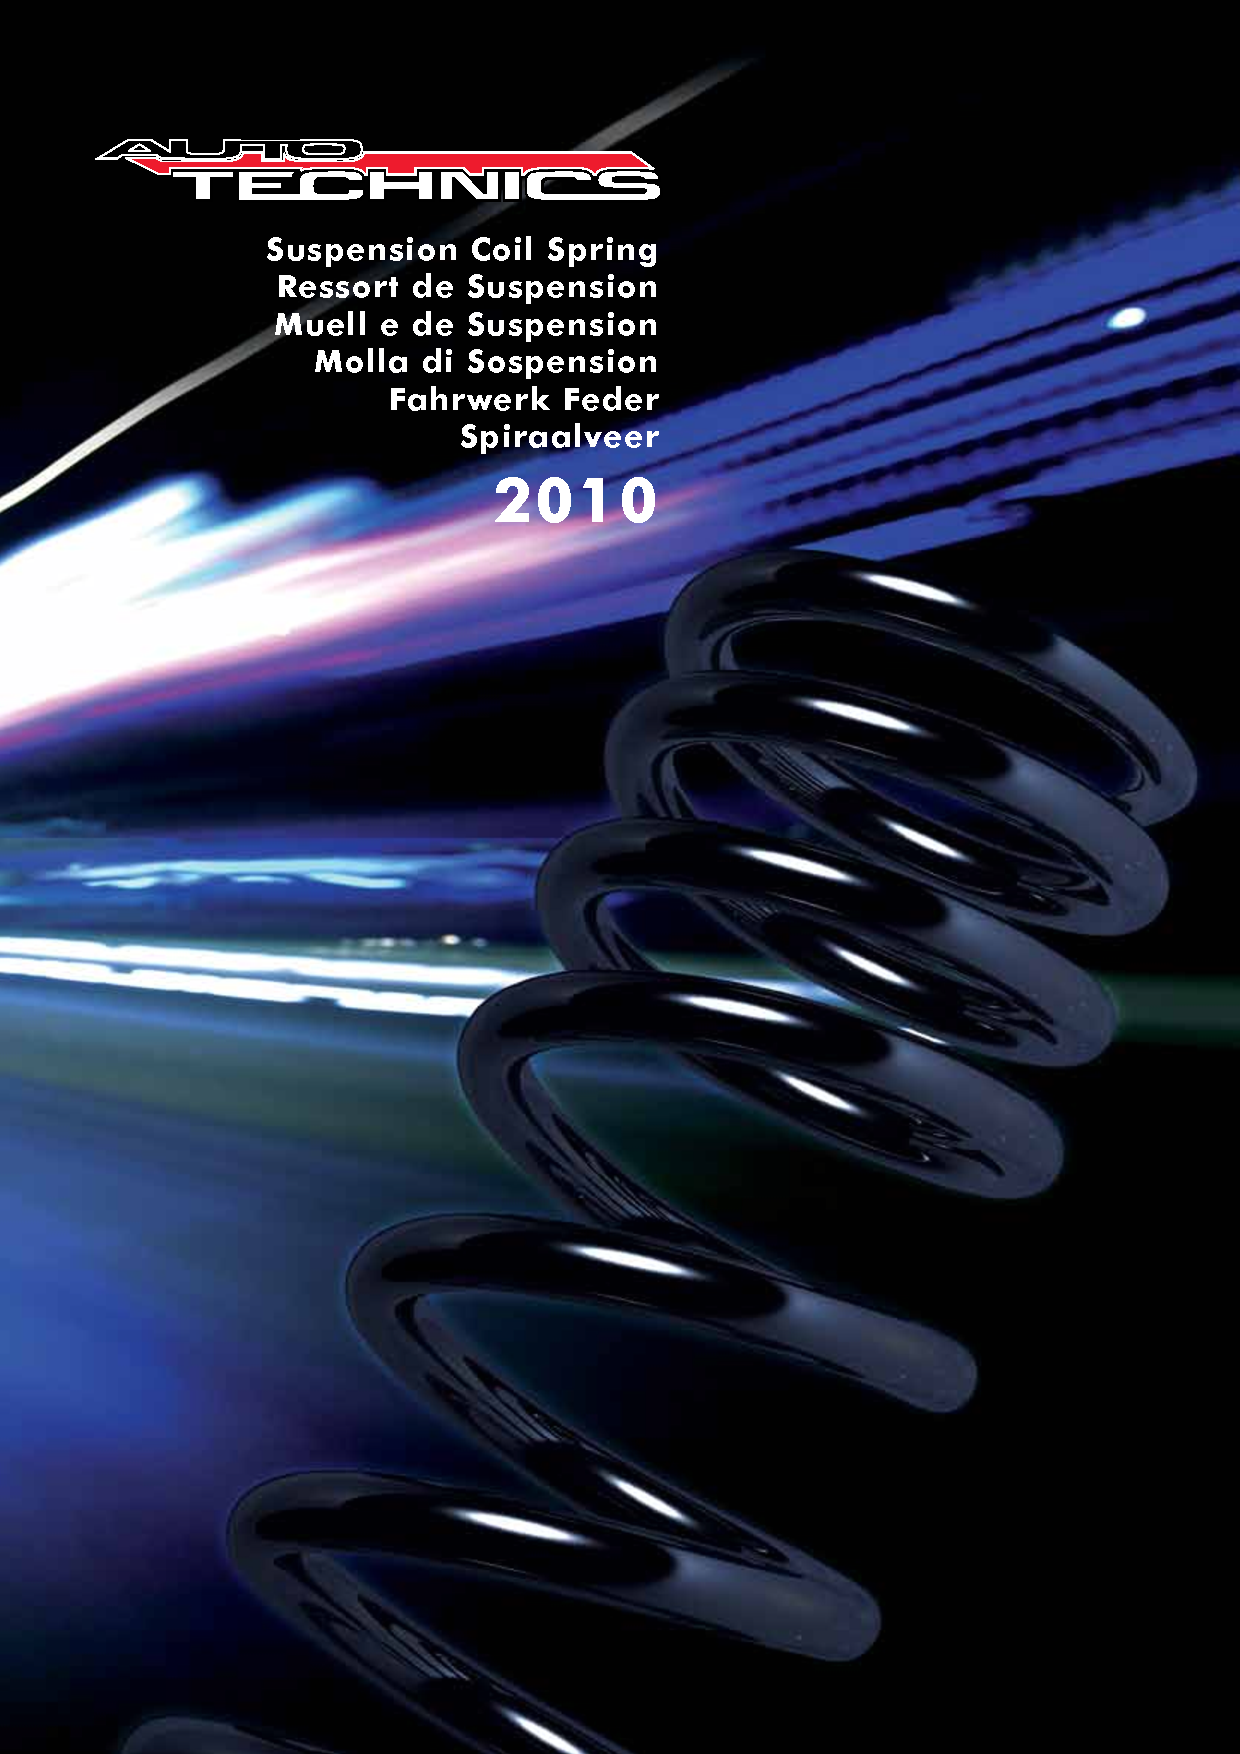 AUTO
TECHNICS
Suspension Coil Spring
Ressort de Suspension
Muell e de Suspension
Molla di Sospension
Fahrwerk Feder
Spiraalveer
2010